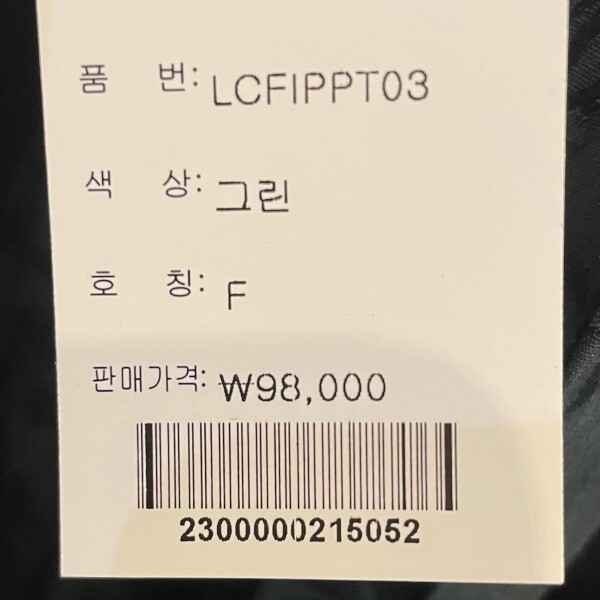 품 번: LCFIPPT03
색 상: 그린
호 칭: F
판매가격: ₩98,000
2300000215052